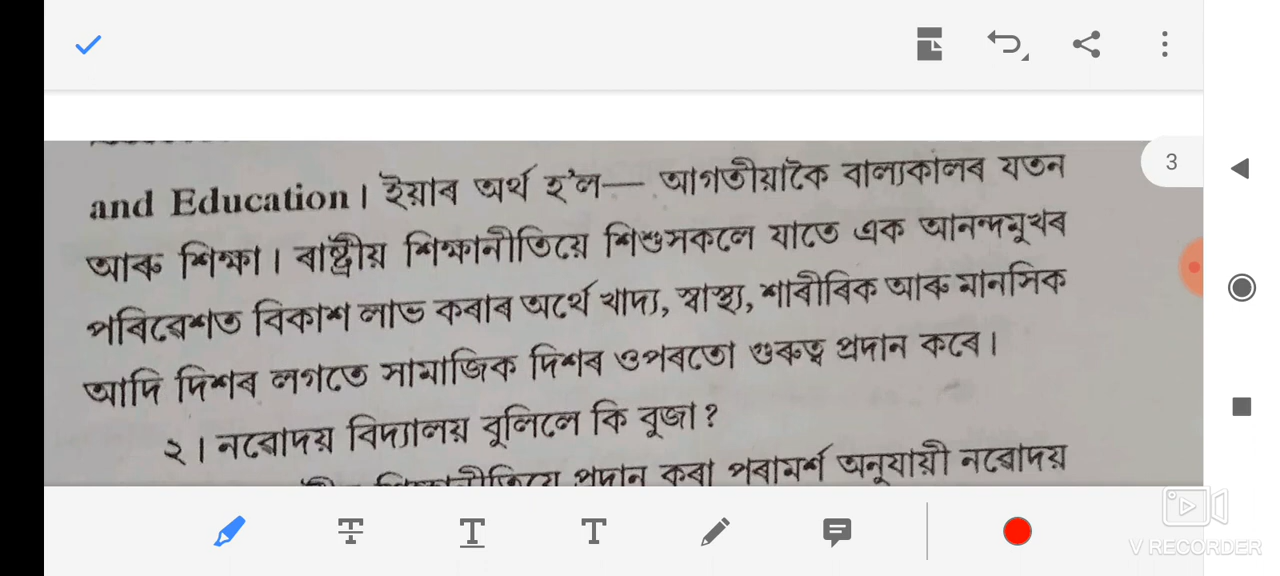 3
and Education। ইয়াৰ অৰ্থ হ'ল— আগতীয়াকৈ বাল্যকালৰ যতন
আৰু শিক্ষা। ৰাষ্ট্ৰীয় শিক্ষানীতিয়ে শিশুসকলে যাতে এক আনন্দমুখৰ
পৰিৱেশত বিকাশ লাভ কৰাৰ অৰ্থে খাদ্য, স্বাস্থ্য, শাৰীৰিক আৰু মানসিক
আদি দিশৰ লগতে সামাজিক দিশৰ ওপৰতো গুৰুত্ব প্ৰদান কৰে।
২। নৱোদয় বিদ্যালয় বুলিলে কি বুজা?
শিক্ষানীতিয়ে প্ৰদান কৰা পৰামৰ্শ অনুযায়ী নৱোদয়
T T T
V RECORDER